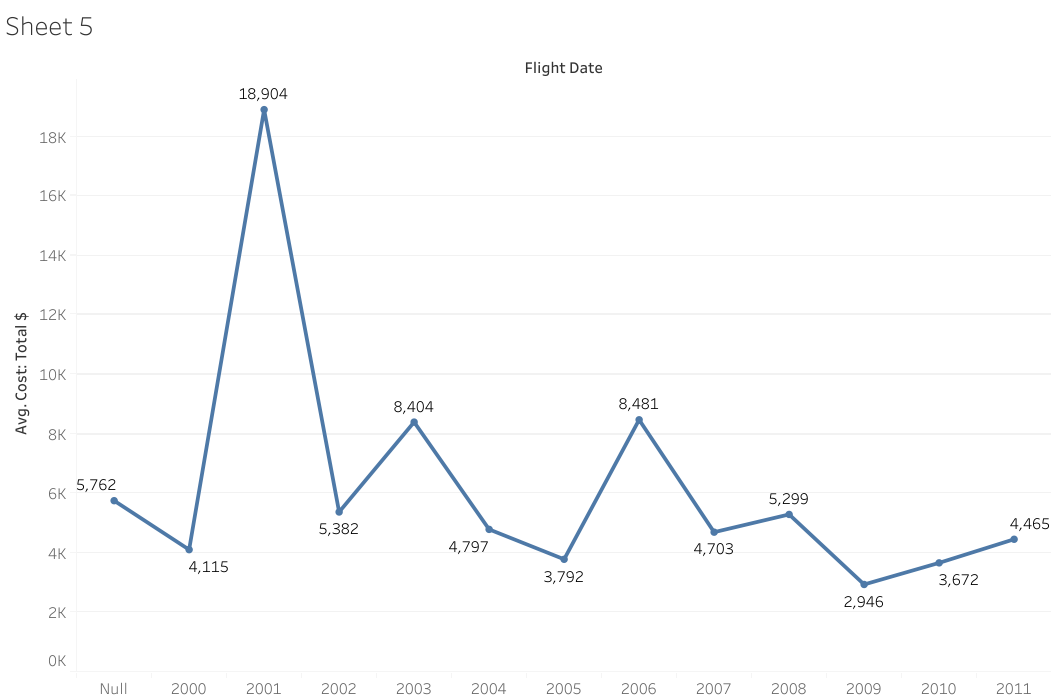 Sheet 5
Flight Date
Avg. Cost: Total $
18K
16K
14K
12K
10K
8K
6K
4K
2K
0K
5,762
4,115
18,904
5,382
8,404
4,797
3,792
8,481
4,703
5,299
2,946
3,672
4,465
Null 2000 2001 2002 2003 2004 2005 2006 2007 2008 2009 2010 2011